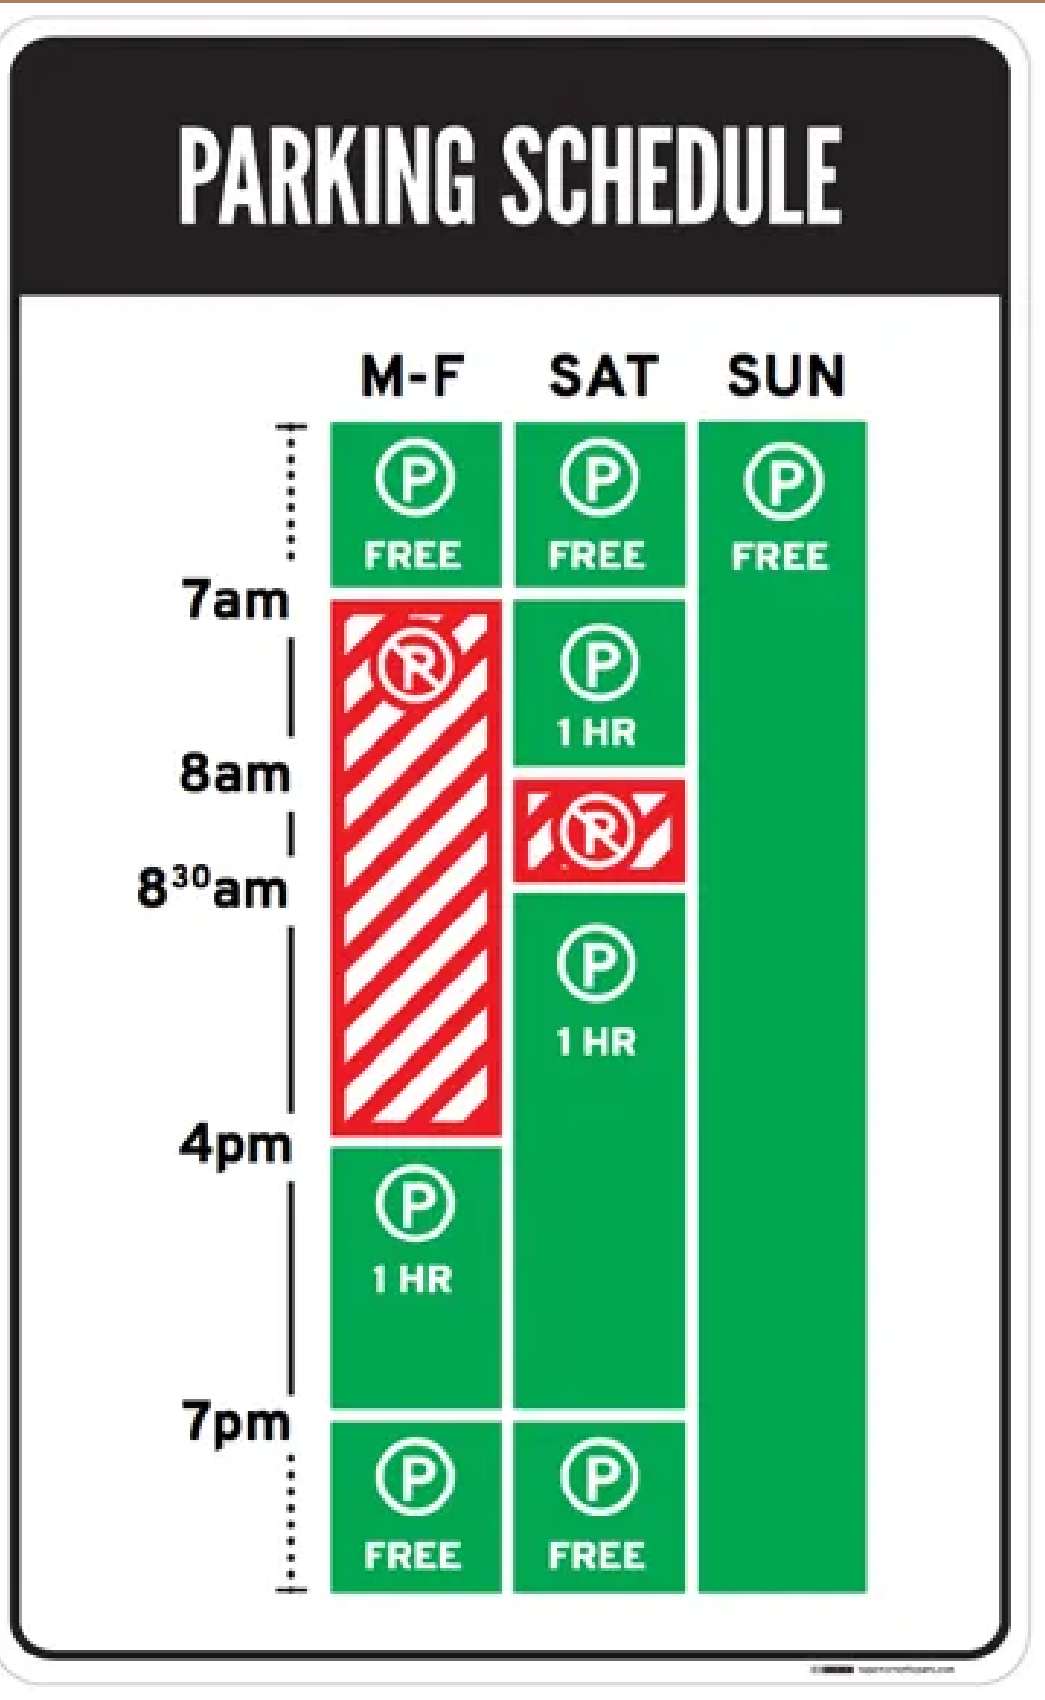 PARKING SCHEDULE
M-F SAT SUN
P P P
FREE FREE FREE
7am
P P
1 HR
8am
P
8³⁰am
P
1 HR
4pm
P
1 HR
7pm
P P
FREE FREE